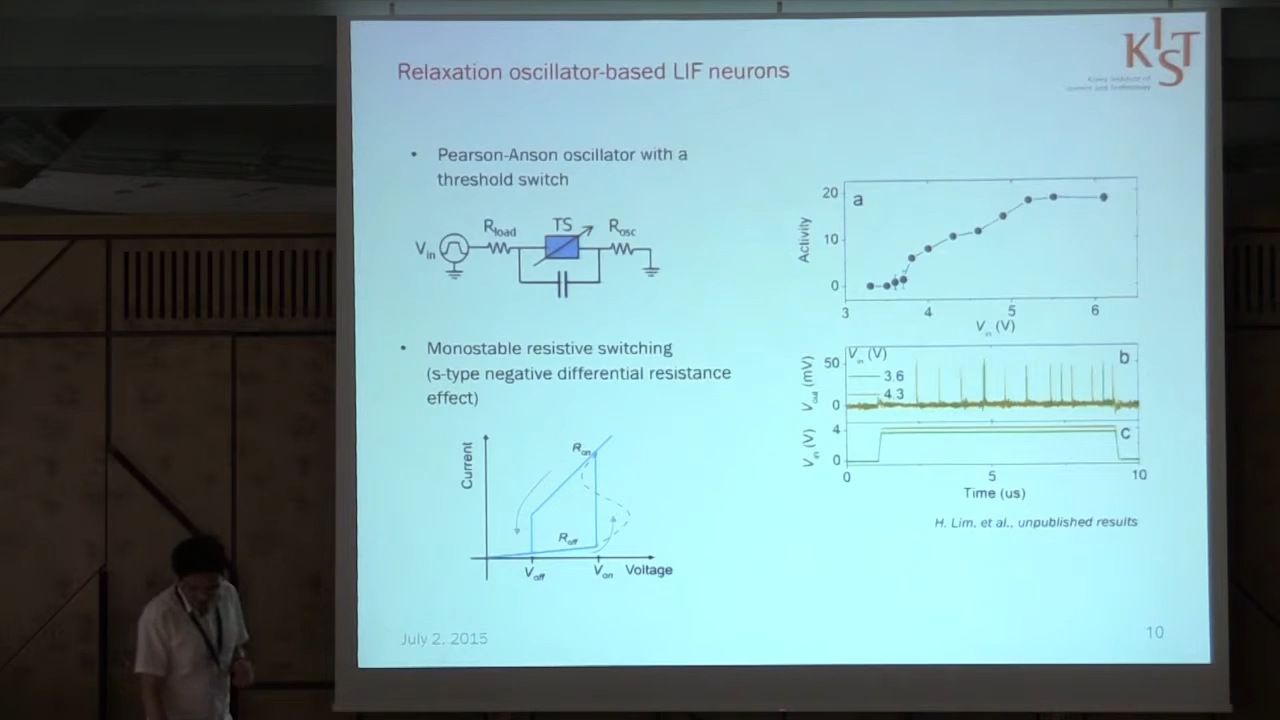 KIST
Korea Institute of
Science and Technology
Relaxation oscillator-based LIF neurons
• Pearson-Anson oscillator with a
threshold switch
Vin
Rload
TS
Rosc
• Monostable resistive switching
(s-type negative differential resistance
effect)
Current
Ron
Roff
Voff
Von
Voltage
a
Activity
20
10
0
3
4
5
6
Vin (V)
b
Vin (V)
3.6
4.3
Vout (mV)
50
0
c
Vin (V)
4
0
0
5
10
Time (us)
H. Lim, et al., unpublished results
July 2, 2015
10